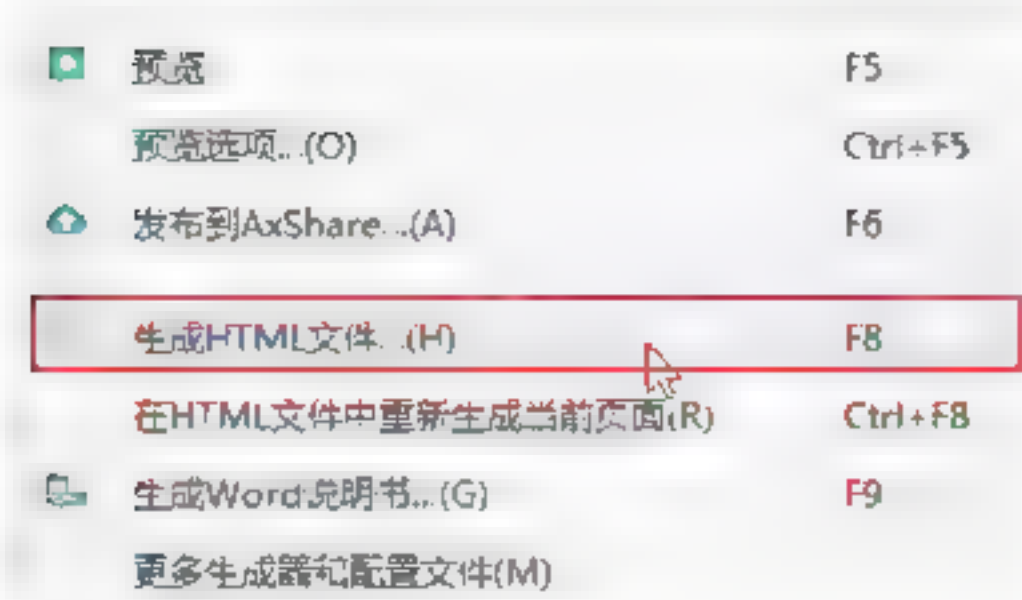 预览 F5
预览选项...(O) Ctrl+F5
发布到AxShare...(A) F6
生成HTML文件...(H) F8
在HTML文件中重新生成当前页面(R) Ctrl+F8
生成Word说明书...(G) F9
更多生成器和配置文件(M)